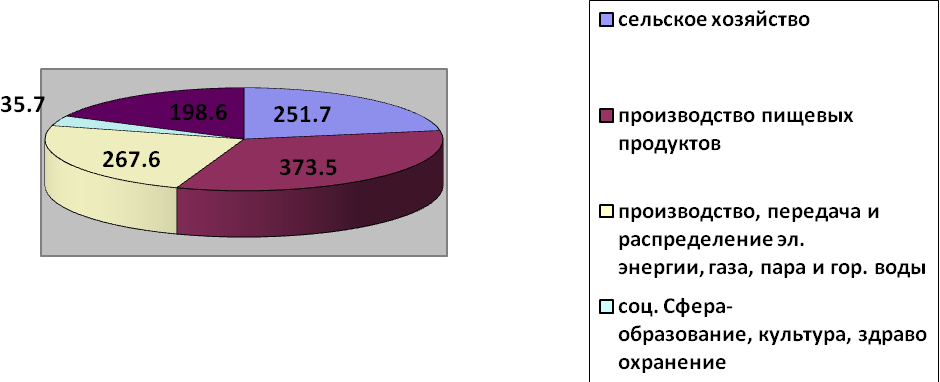 35.7
198.6
251.7
267.6
373.5
сельское хозяйство
производство пищевых
продуктов
производство, передача и
распределение эл.
энергии, газа, пара и гор. воды
соц. Сфера-
образование, культура, здраво
охранение